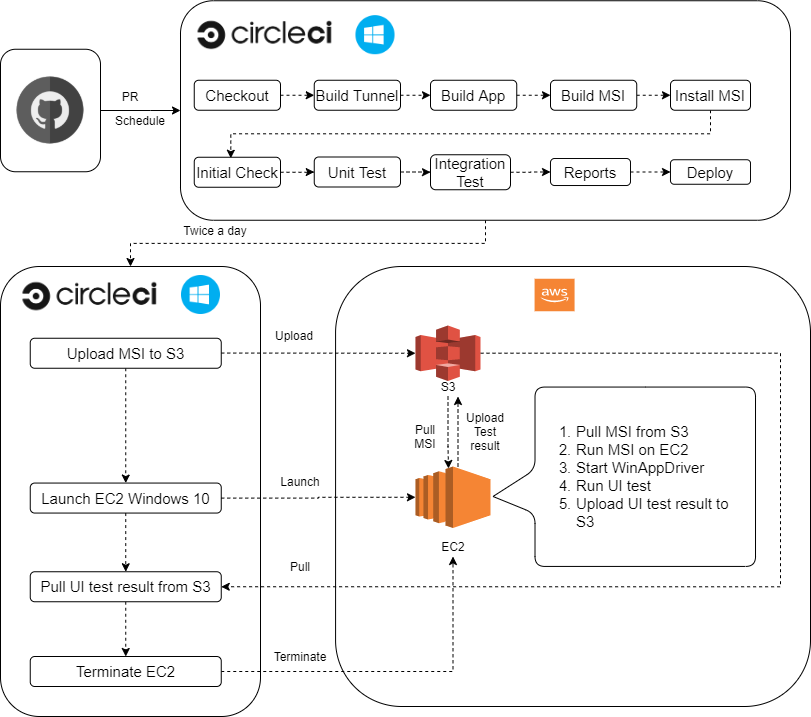 circleci
PR
Schedule
Checkout
Build Tunnel
Build App
Build MSI
Install MSI
Initial Check
Unit Test
Integration
Test
Reports
Deploy
Twice a day
circleci
aws
Upload MSI to S3
Upload
S3
Pull
MSI
Upload
Test
result
1. Pull MSI from S3
2. Run MSI on EC2
3. Start WinAppDriver
4. Run UI test
5. Upload UI test result to
S3
Launch EC2 Windows 10
Launch
EC2
Pull UI test result from S3
Pull
Terminate EC2
Terminate